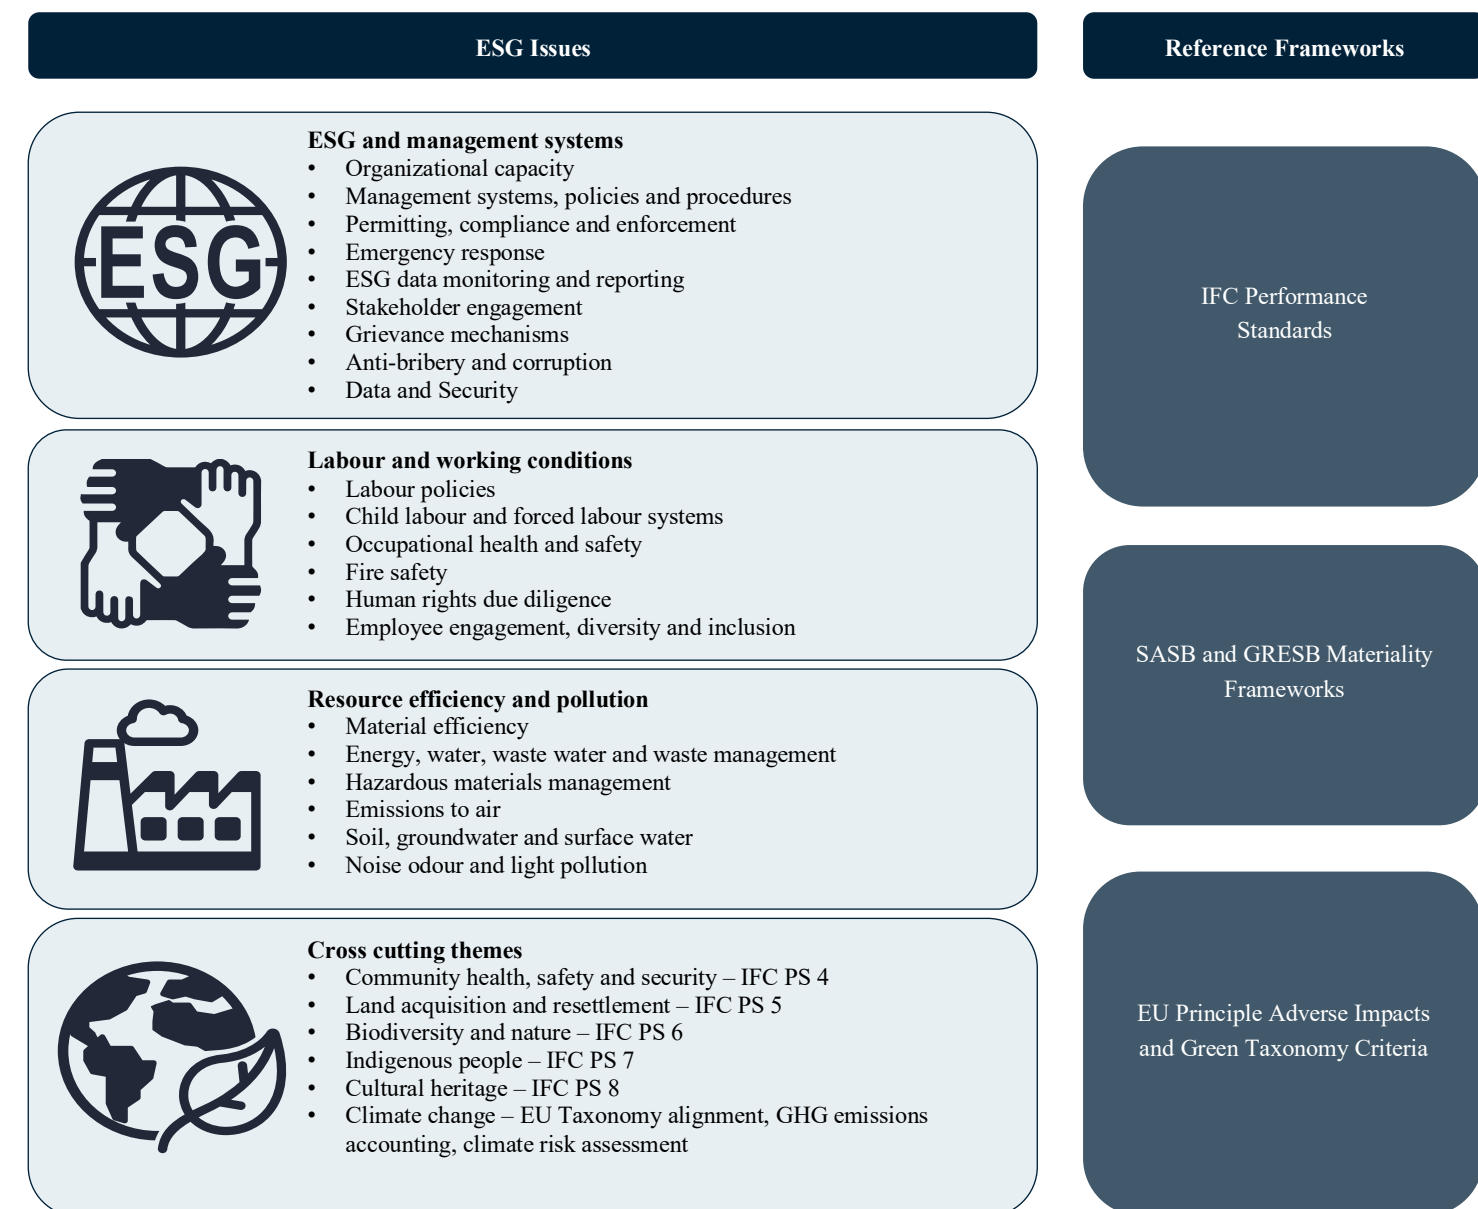 ESG Issues
Reference Frameworks
ESG and management systems
• Organizational capacity
• Management systems, policies and procedures
• Permitting, compliance and enforcement
• Emergency response
• ESG data monitoring and reporting
• Stakeholder engagement
• Grievance mechanisms
• Anti-bribery and corruption
• Data and Security
ESG
Labour and working conditions
• Labour policies
• Child labour and forced labour systems
• Occupational health and safety
• Fire safety
• Human rights due diligence
• Employee engagement, diversity and inclusion
Resource efficiency and pollution
• Material efficiency
• Energy, water, waste water and waste management
• Hazardous materials management
• Emissions to air
• Soil, groundwater and surface water
• Noise odour and light pollution
Cross cutting themes
• Community health, safety and security – IFC PS 4
• Land acquisition and resettlement – IFC PS 5
• Biodiversity and nature – IFC PS 6
• Indigenous people – IFC PS 7
• Cultural heritage – IFC PS 8
• Climate change – EU Taxonomy alignment, GHG emissions
accounting, climate risk assessment
IFC Performance
Standards
SASB and GRESB Materiality
Frameworks
EU Principle Adverse Impacts
and Green Taxonomy Criteria